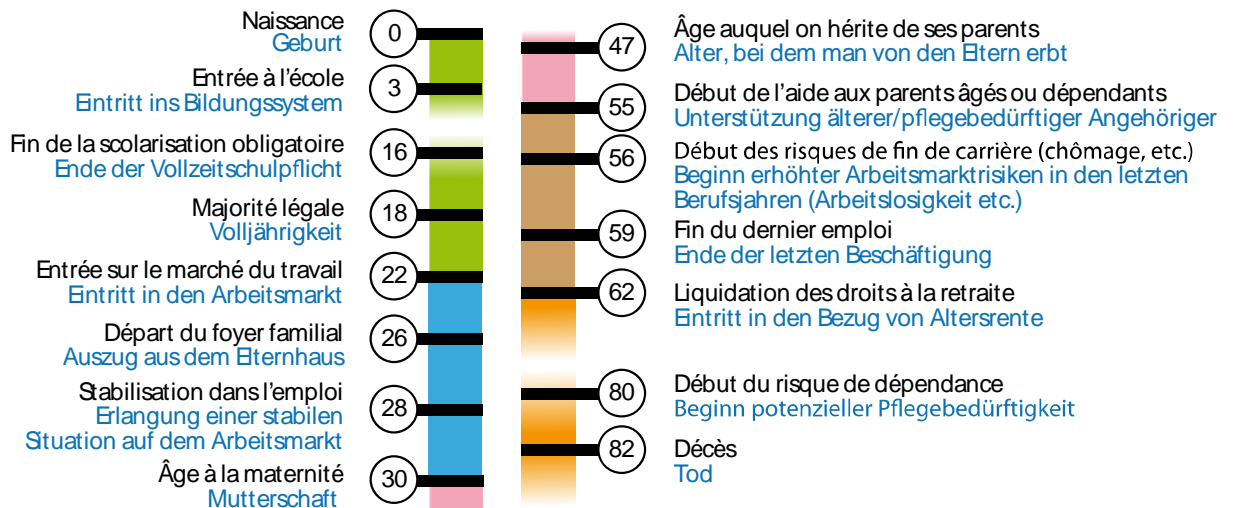 Naissance
Geburt
0
Entrée à l'école
Eintritt ins Bildungssystem
3
Fin de la scolarisation obligatoire
Ende der Vollzeitschulpflicht
16
Majorité légale
Volljährigkeit
18
Entrée sur le marché du travail
Eintritt in den Arbeitsmarkt
22
Départ du foyer familial
Auszug aus dem Elternhaus
26
Stabilisation dans l'emploi
Erlangung einer stabilen
Situation auf dem Arbeitsmarkt
28
Âge à la maternité
Mutterschaft
30
47
Âge auquel on hérite de ses parents
Alter, bei dem man von den Eltern erbt
55
Début de l'aide aux parents âgés ou dépendants
Unterstützung älterer/pflegebedürftiger Angehöriger
56
Début des risques de fin de carrière (chômage, etc.)
Beginn erhöhter Arbeitsmarktrisiken in den letzten
Berufsjahren (Arbeitslosigkeit etc.)
59
Fin du dernier emploi
Ende der letzten Beschäftigung
62
Liquidation des droits à la retraite
Eintritt in den Bezug von Altersrente
80
Début du risque de dépendance
Beginn potenzieller Pflegebedürftigkeit
82
Décès
Tod